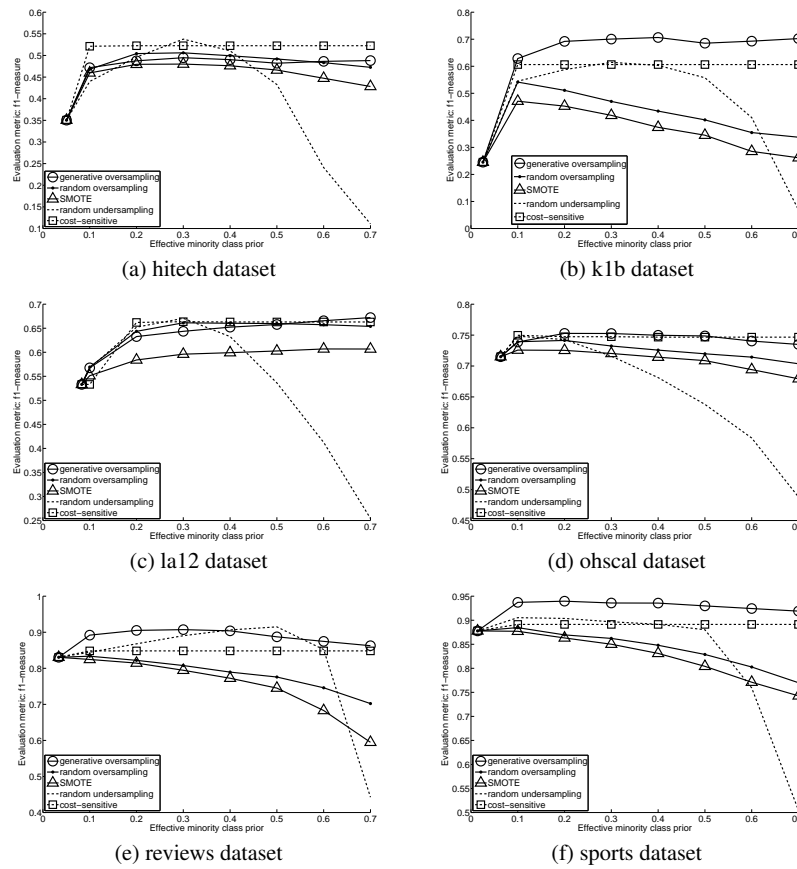 0.6
0.55
0.5
0.45
0.4
0.35
0.3
0.25
0.2
0.15
0.1
Evaluation metric: f1−measure
0 0.1 0.2 0.3 0.4 0.5 0.6 0.7
Effective minority class prior
generative oversampling
random oversampling
SMOTE
random undersampling
cost−sensitive
(a) hitech dataset
0.8
0.7
0.6
0.5
0.4
0.3
0.2
0.1
0
Evaluation metric: f1−measure
0 0.1 0.2 0.3 0.4 0.5 0.6
Effective minority class prior
generative oversampling
random oversampling
SMOTE
random undersampling
cost−sensitive
(b) k1b dataset
0.7
0.65
0.6
0.55
0.5
0.45
0.4
0.35
0.3
0.25
Evaluation metric: f1−measure
0 0.1 0.2 0.3 0.4 0.5 0.6 0.7
Effective minority class prior
generative oversampling
random oversampling
SMOTE
random undersampling
cost−sensitive
(c) la12 dataset
0.8
0.75
0.7
0.65
0.6
0.55
0.5
0.45
Evaluation metric: f1−measure
0 0.1 0.2 0.3 0.4 0.5 0.6
Effective minority class prior
generative oversampling
random oversampling
SMOTE
random undersampling
cost−sensitive
(d) ohscal dataset
1
0.9
0.8
0.7
0.6
0.5
0.4
Evaluation metric: f1−measure
0 0.1 0.2 0.3 0.4 0.5 0.6 0.7
Effective minority class prior
generative oversampling
random oversampling
SMOTE
random undersampling
cost−sensitive
(e) reviews dataset
0.95
0.9
0.85
0.8
0.75
0.7
0.65
0.6
0.55
0.5
Evaluation metric: f1−measure
0 0.1 0.2 0.3 0.4 0.5 0.6
Effective minority class prior
generative oversampling
random oversampling
SMOTE
random undersampling
cost−sensitive
(f) sports dataset